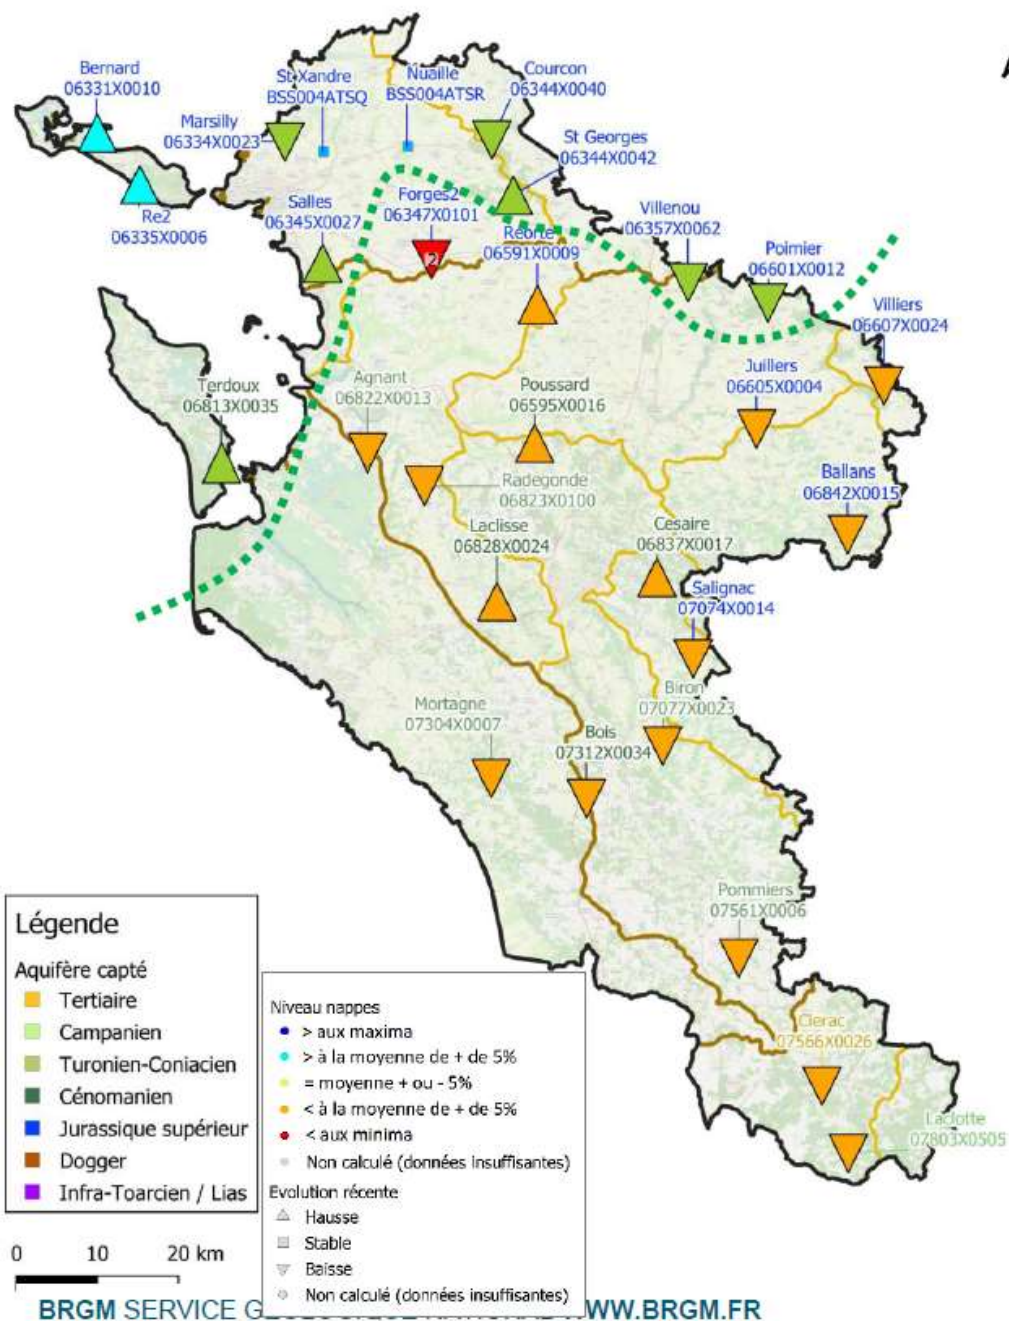 Bernard
06331X0010
St Xandre
BSS004ATSQ
Nuaille
BSS004ATSR
Courcon
06344X0040
Marsilly
06334X0023
St Georges
06344X0042
Re2
06335X0006
Salles
06345X0027
Forges2
06347X0101
2
Reorte
06591X0009
Villenou
06357X0062
Poimier
06601X0012
Villiers
06607X0024
Terdoux
06813X0035
Agnant
06822X0013
Poussard
06595X0016
Juillers
06605X0004
Radegonde
06823X0100
Ballans
06842X0015
Laclisse
06828X0024
Cesaire
06837X0017
Salignac
07074X0014
Mortagne
07304X0007
Biron
07077X0023
Bois
07312X0034
Pommiers
07561X0006
Clerac
07566X0026
Laclotte
07803X0505
Légende
Aquifère capté
Tertiaire
Campanien
Turonien-Coniacien
Cénomanien
Jurassique supérieur
Dogger
Infra-Toarcien / Lias
Niveau nappes
> aux maxima
> à la moyenne de + de 5%
= moyenne + ou - 5%
< à la moyenne de + de 5%
< aux minima
Non calculé (données insuffisantes)
Evolution récente
Hausse
Stable
Baisse
Non calculé (données insuffisantes)
0 10 20 km
BRGM SERVICE G WWW.BRGM.FR